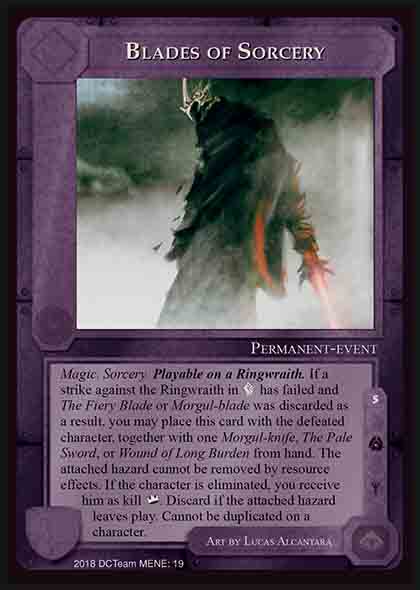 BLADES OF SORCERY
PERMANENT-EVENT
Magic. Sorcery. Playable on a Ringwraith. If a
strike against the Ringwraith in has failed and
The Fiery Blade or Morgul-blade was discarded as
a result, you may place this card with the defeated
character, together with one Morgul-knife, The Pale
Sword, or Wound of Long Burden from hand. The
attached hazard cannot be removed by resource
effects. If the character is eliminated, you receive
him as kill Discard if the attached hazard
leaves play. Cannot be duplicated on a
character.
5
ART BY LUCAS ALCANTARA
2018 DCTeam MENE: 19